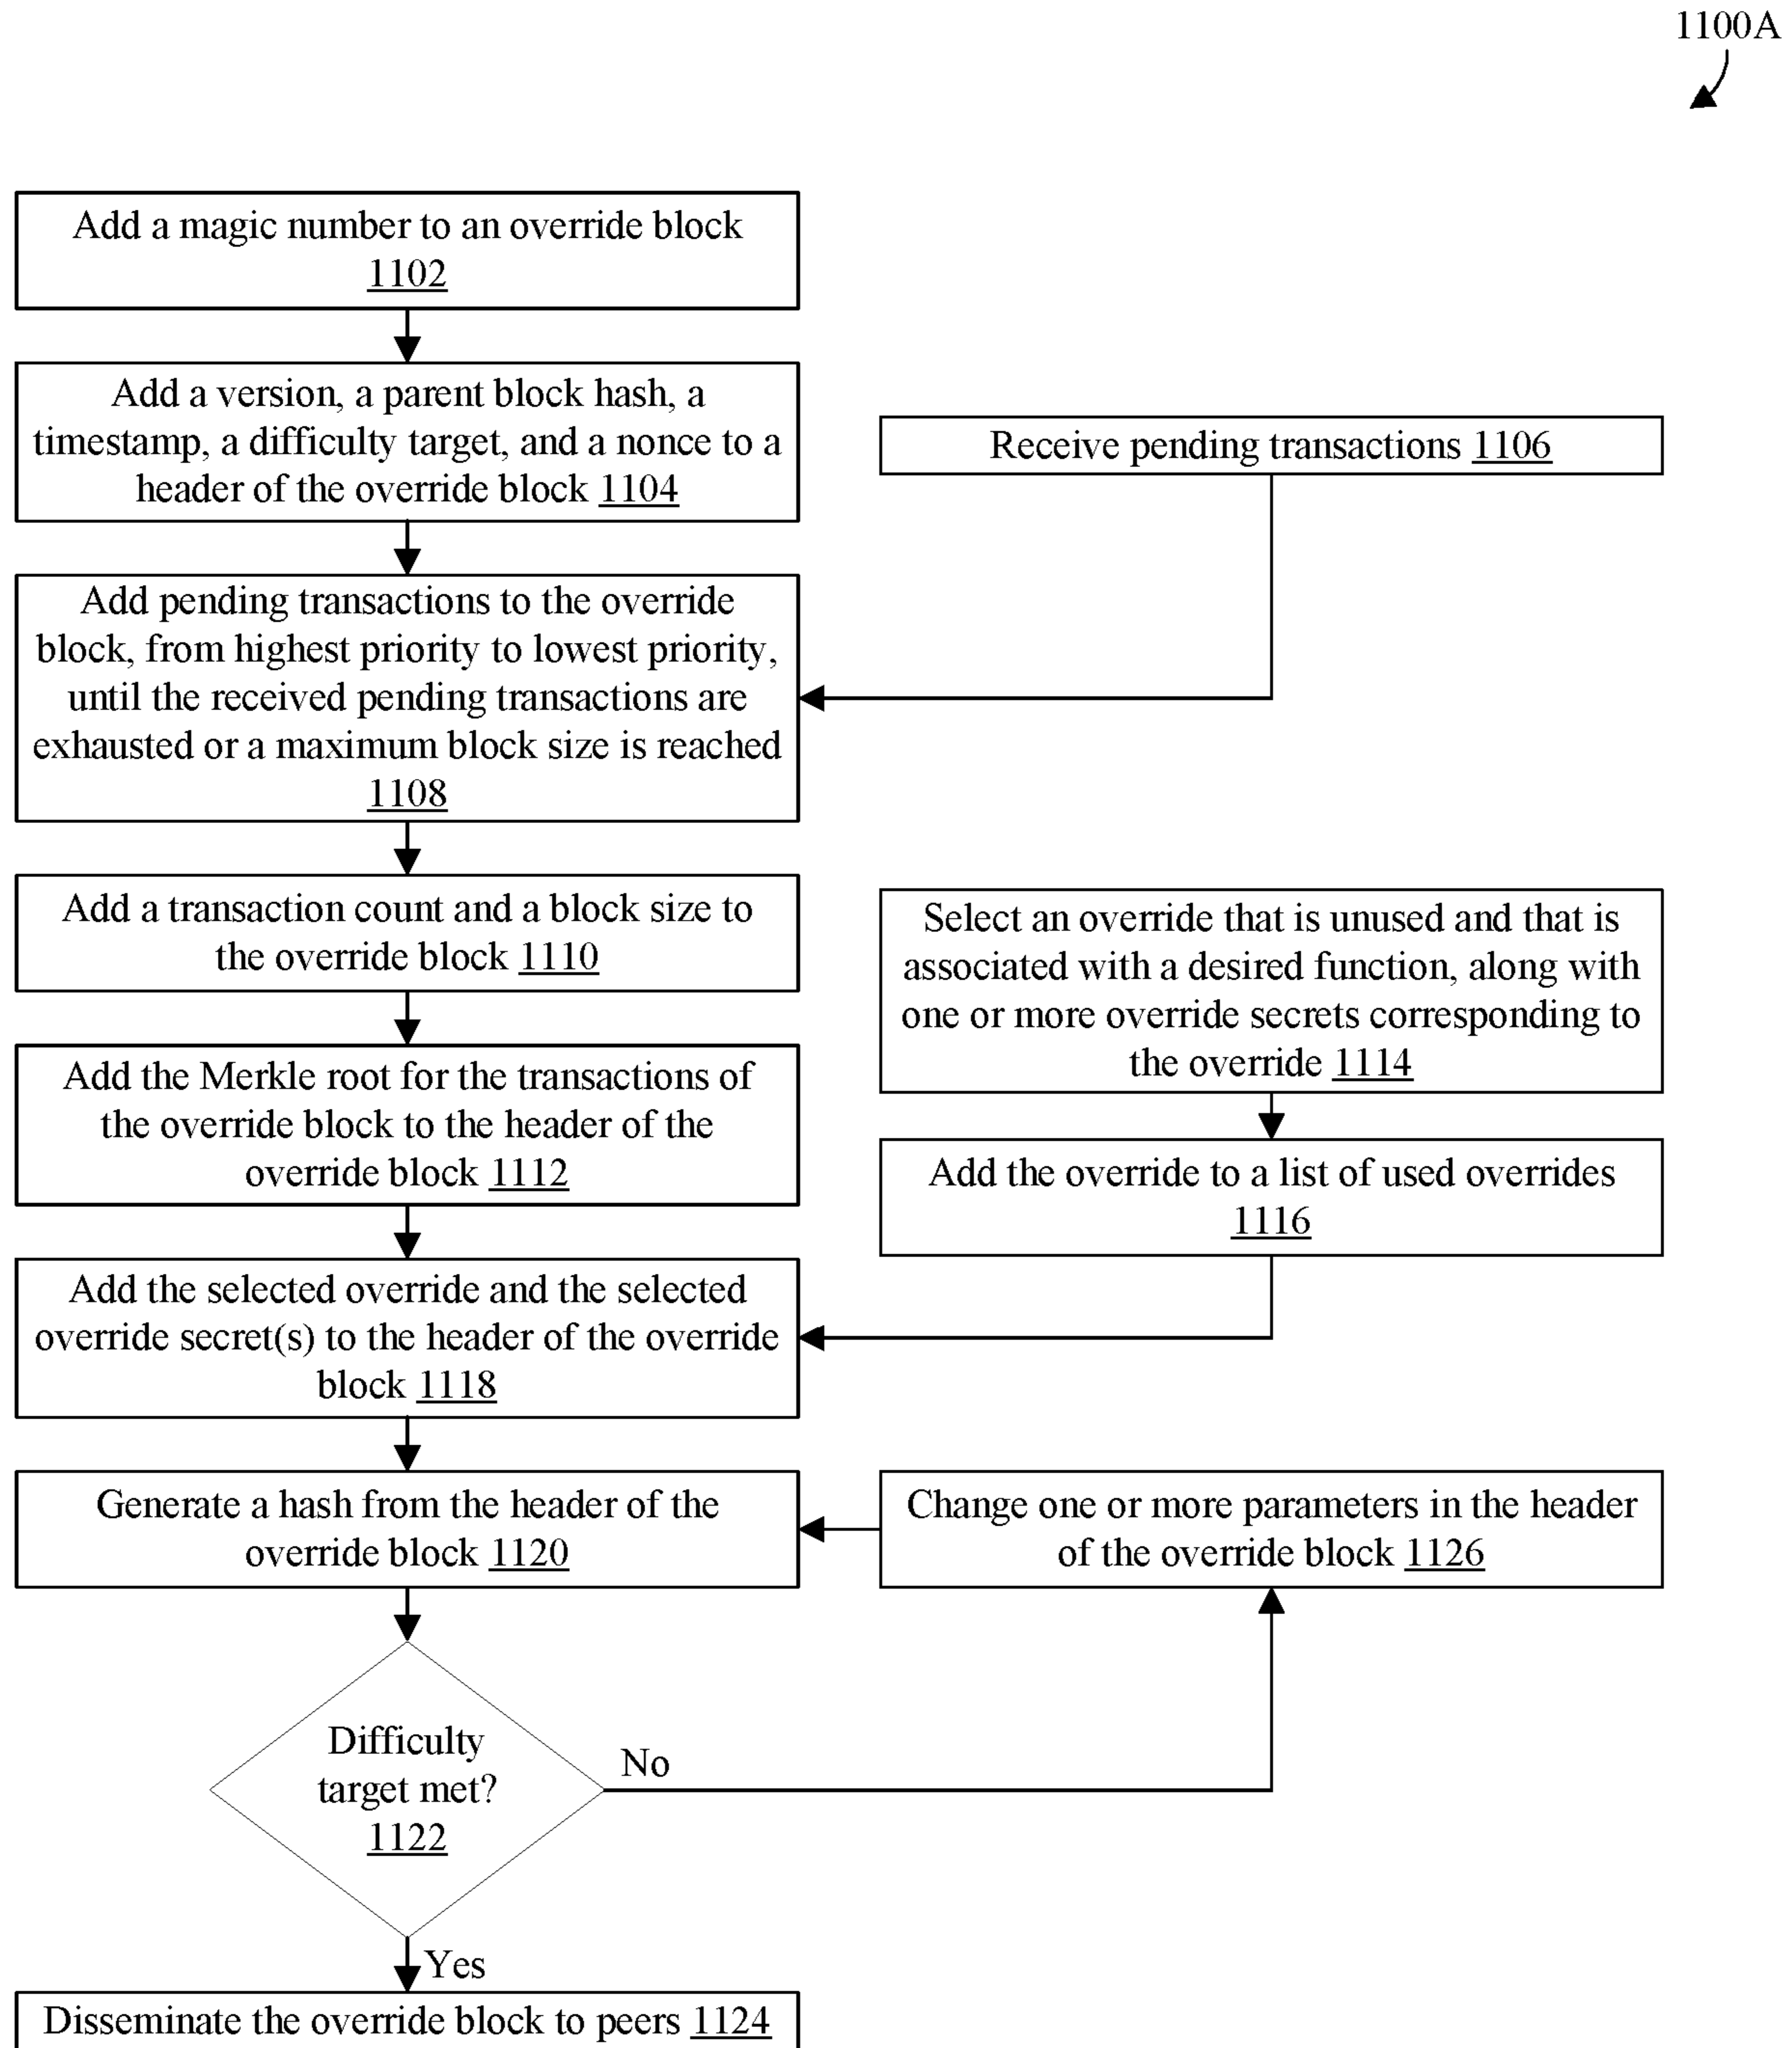 1100A
Add a magic number to an override block
1102
Add a version, a parent block hash, a
timestamp, a difficulty target, and a nonce to a
header of the override block 1104
Receive pending transactions 1106
Add pending transactions to the override
block, from highest priority to lowest priority,
until the received pending transactions are
exhausted or a maximum block size is reached
1108
Add a transaction count and a block size to
the override block 1110
Select an override that is unused and that is
associated with a desired function, along with
one or more override secrets corresponding to
the override 1114
Add the Merkle root for the transactions of
the override block to the header of the
override block 1112
Add the override to a list of used overrides
1116
Add the selected override and the selected
override secret(s) to the header of the override
block 1118
Generate a hash from the header of the
override block 1120
Change one or more parameters in the header
of the override block 1126
Difficulty
target met?
1122
No
Yes
Disseminate the override block to peers 1124